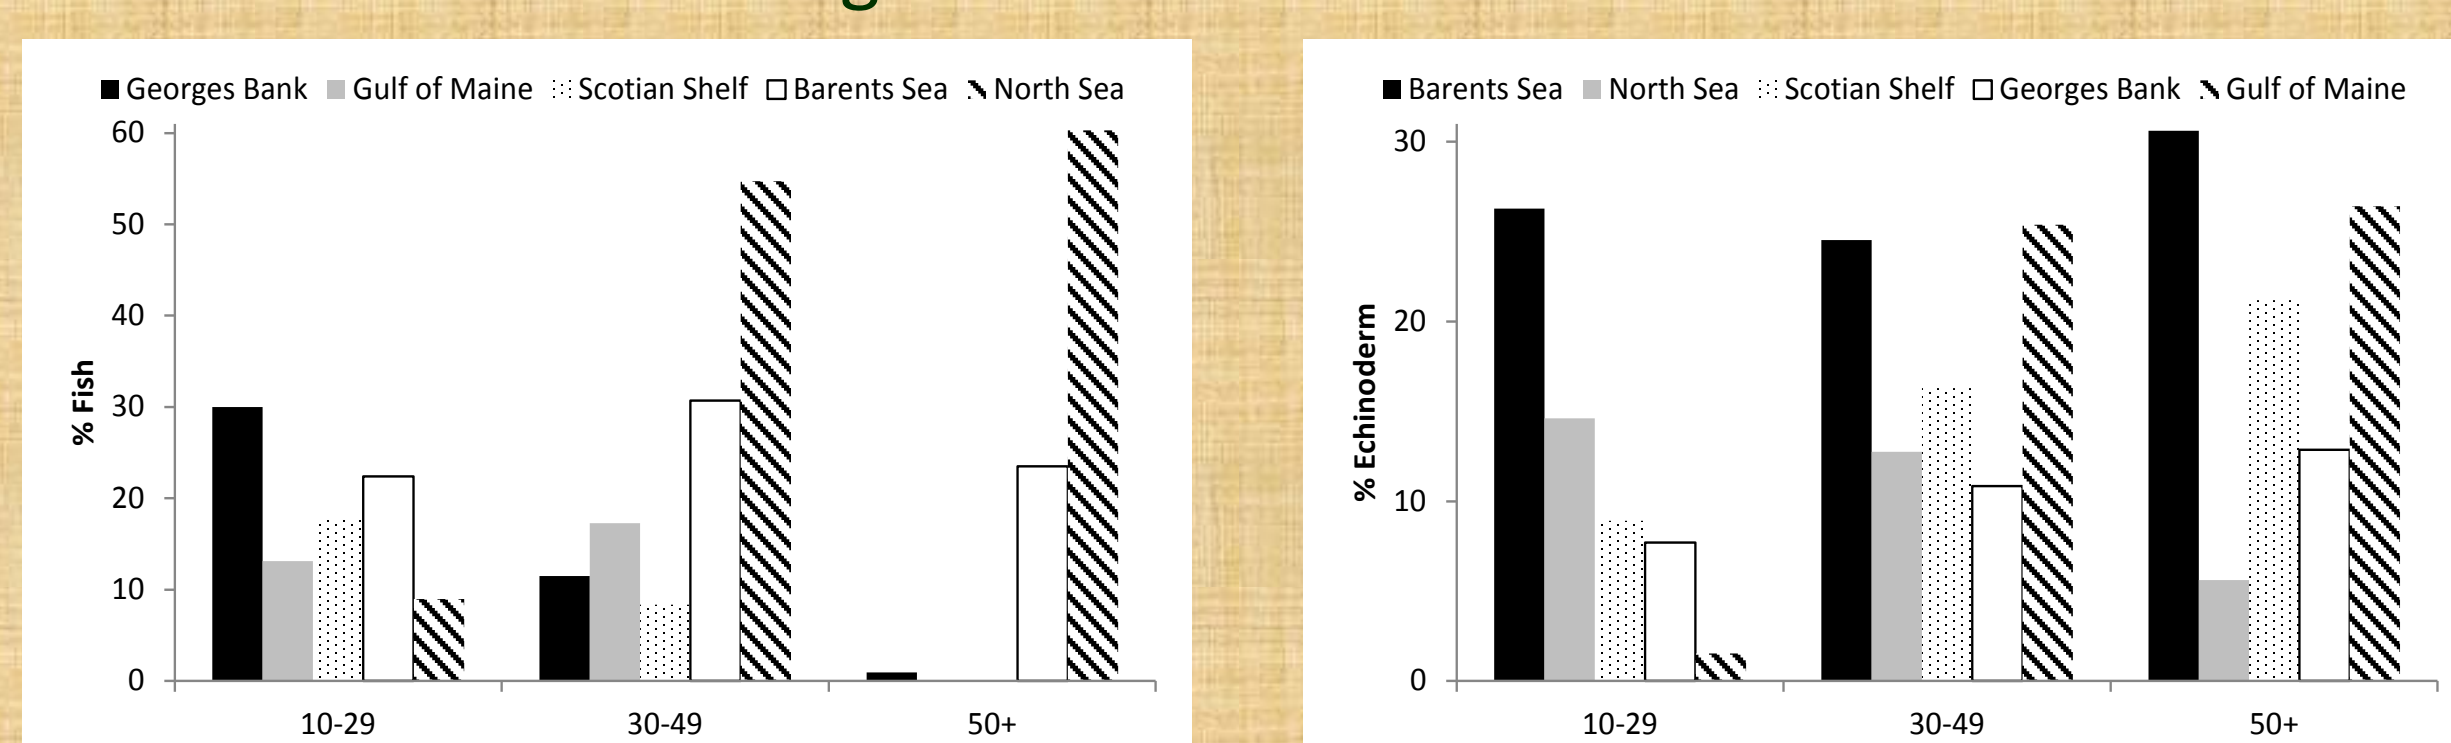 Georges Bank Gulf of Maine Scotian Shelf Barents Sea North Sea
60
50
40
30
20
10
0
% Fish
10-29 30-49 50+
Barents Sea North Sea Scotian Shelf Georges Bank Gulf of Maine
30
20
10
0
% Echinoderm
10-29 30-49 50+